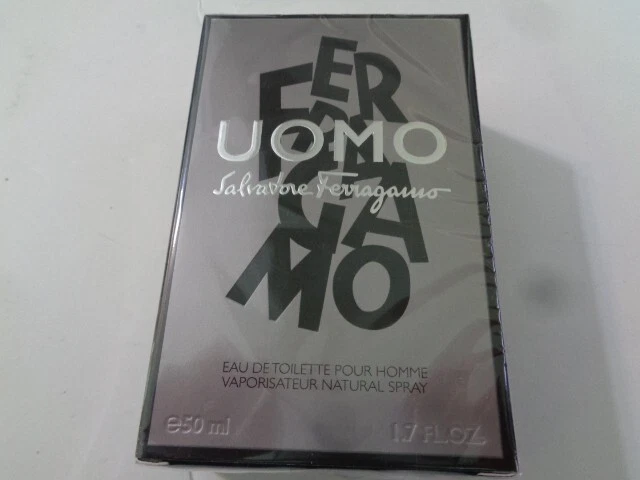 FERRAGAMO
UOMO
Salvatore Ferragamo
EAU DE TOILETTE POUR HOMME
VAPORISATEUR NATURAL SPRAY
℮50 ml
1.7 FL.OZ.